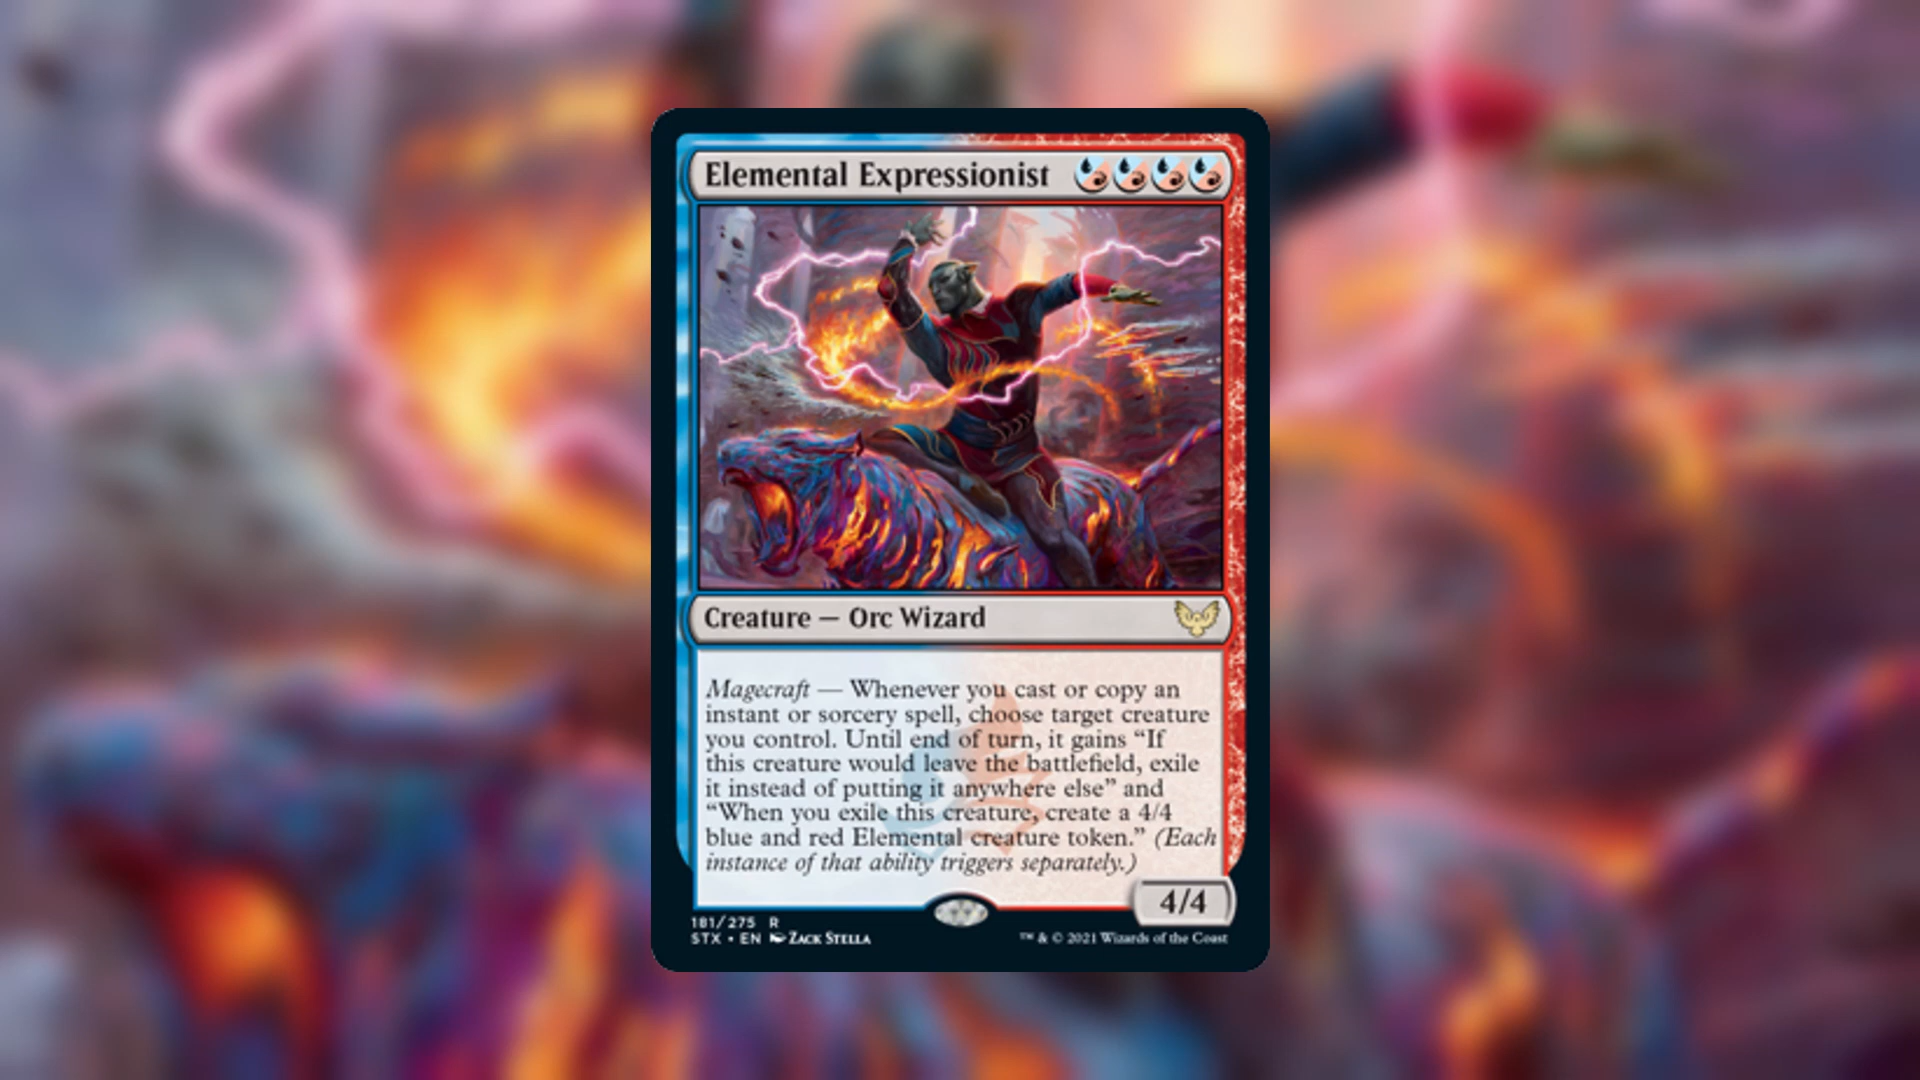 Elemental Expressionist
Creature — Orc Wizard
Magecraft — Whenever you cast or copy an
instant or sorcery spell, choose target creature
you control. Until end of turn, it gains “If
this creature would leave the battlefield, exile
it instead of putting it anywhere else” and
“When you exile this creature, create a 4/4
blue and red Elemental creature token.” (Each
instance of that ability triggers separately.)
4/4
181/275 R
STX • EN Zack Stella
™ & © 2021 Wizards of the Coast